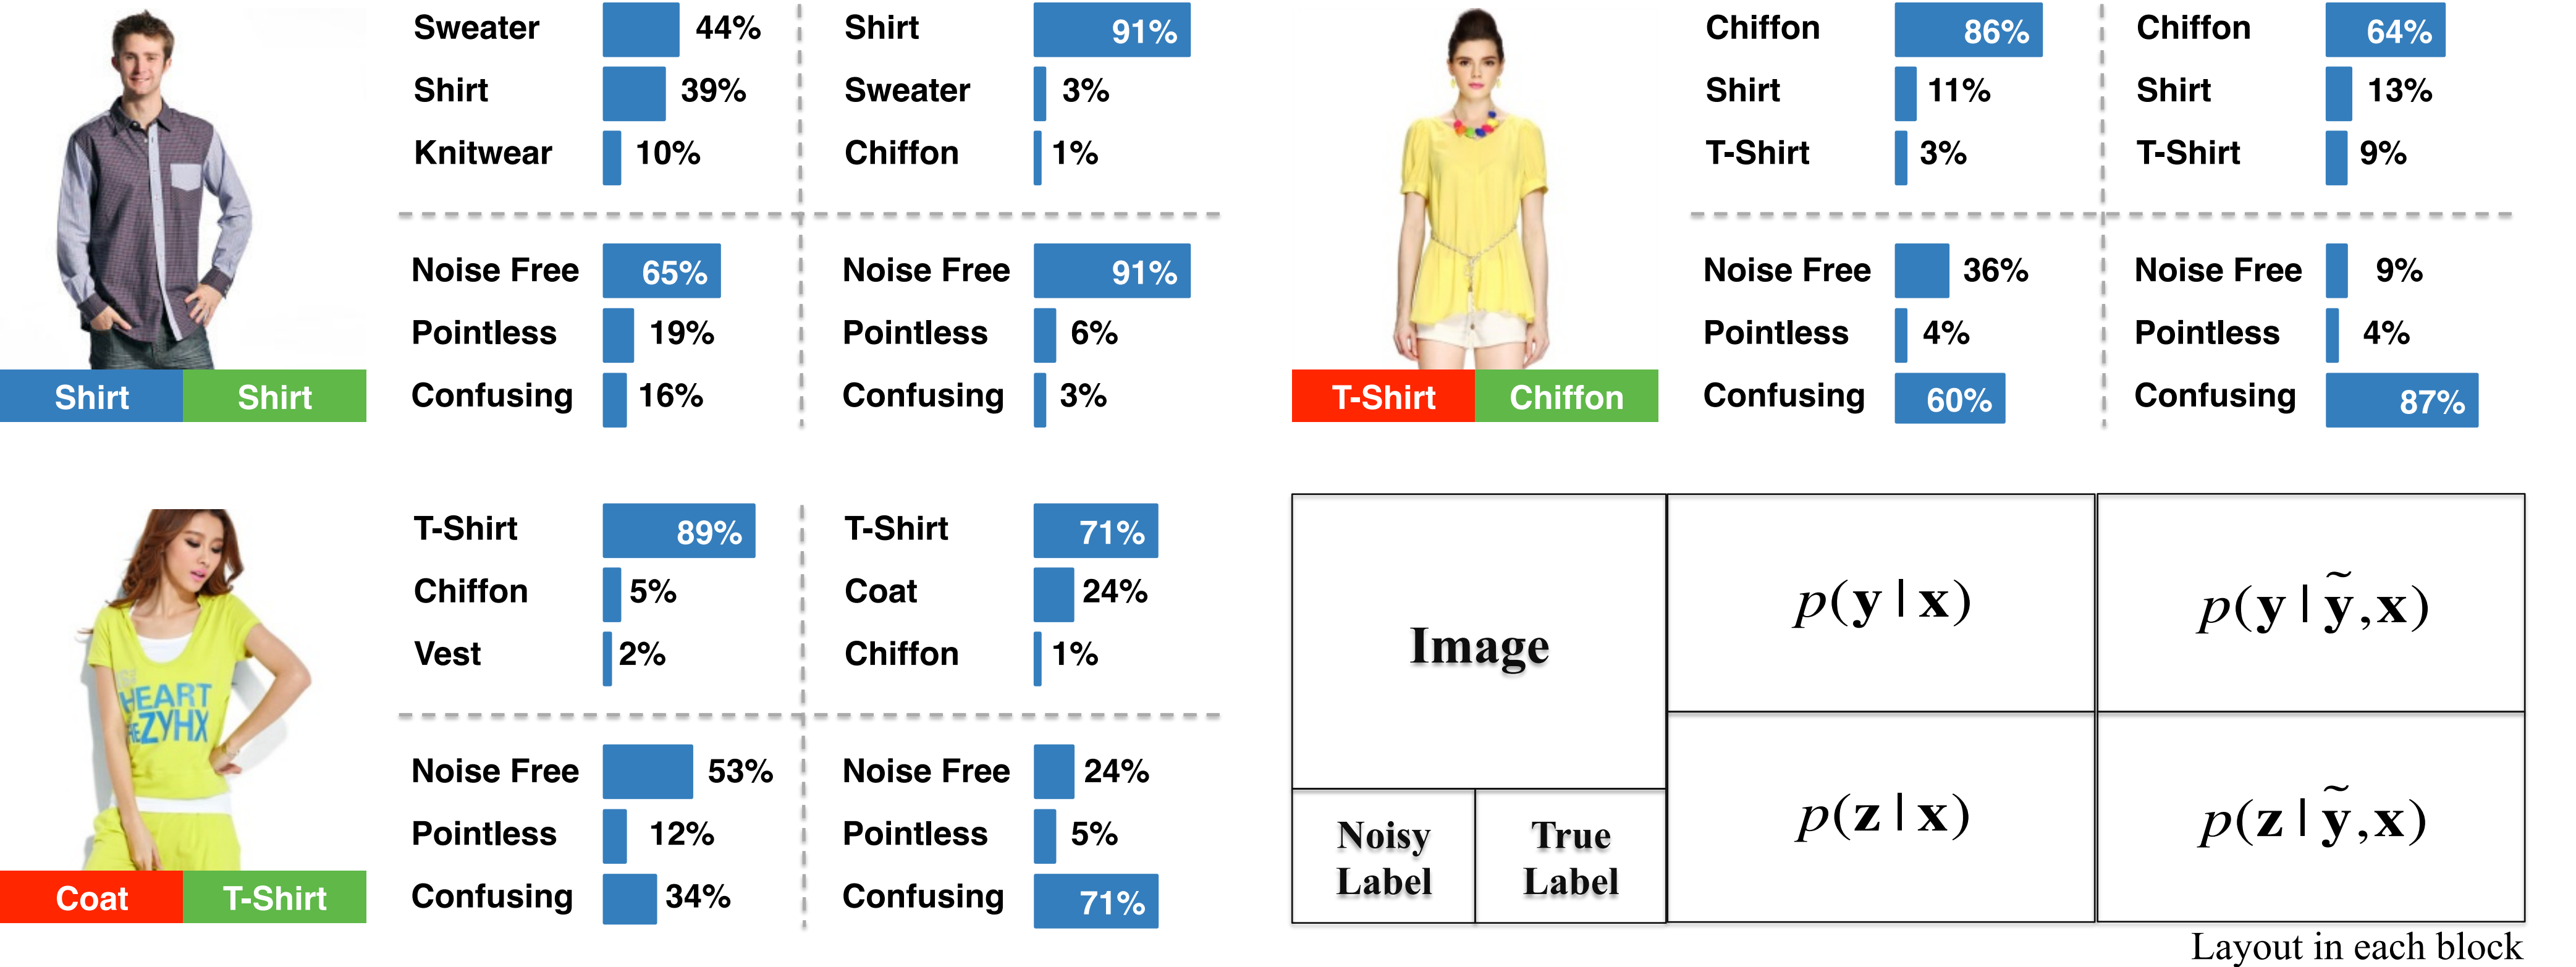 Sweater 44%
Shirt 39%
Knitwear 10%
Shirt 91%
Sweater 3%
Chiffon 1%
Noise Free 65%
Pointless 19%
Confusing 16%
Noise Free 91%
Pointless 6%
Confusing 3%
Shirt Shirt
Chiffon 86%
Shirt 11%
T-Shirt 3%
Chiffon 64%
Shirt 13%
T-Shirt 9%
Noise Free 36%
Pointless 4%
Confusing 60%
Noise Free 9%
Pointless 4%
Confusing 87%
T-Shirt Chiffon
T-Shirt 89%
Chiffon 5%
Vest 2%
T-Shirt 71%
Coat 24%
Chiffon 1%
HEART
ZYHX
Noise Free 53%
Pointless 12%
Confusing 34%
Noise Free 24%
Pointless 5%
Confusing 71%
Coat T-Shirt
Image
p(y | x)
p(y | ỹ,x)
Noisy
Label
True
Label
p(z | x)
p(z | ỹ,x)
Layout in each block